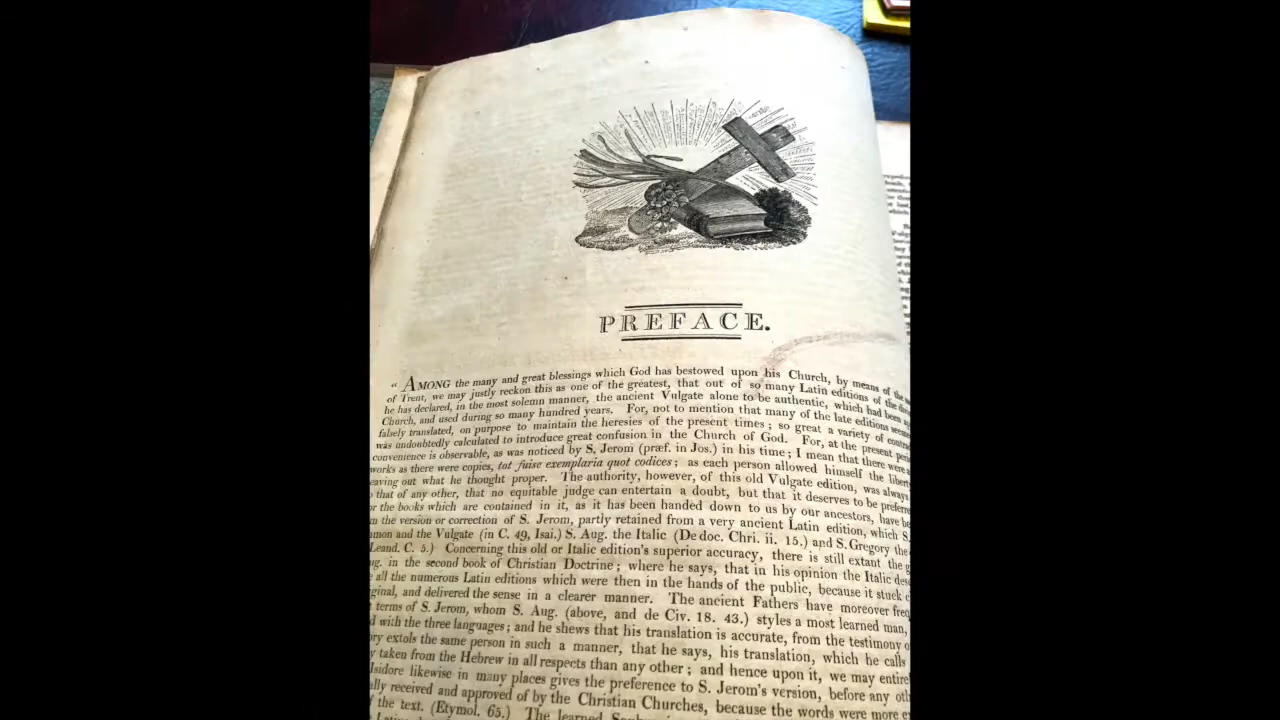 PREFACE.
“ AMONG the many and great blessings which God has bestowed upon his Church, by means of the
of Trent, we may justly reckon this as one of the greatest, that out of so many Latin editions of the
he has declared, in the most solemn manner, the ancient Vulgate alone to be authentic, which had been
Church, and used during so many hundred years. For, not to mention that many of the late editions
falsely translated, on purpose to maintain the heresies of the present times ; so great a variety of
was undoubtedly calculated to introduce great confusion in the Church of God. For, at the present
convenience is observable, as was noticed by S. Jerom (præf. in Jos.) in his time ; I mean that there were
works as there were copies, tot fuise exemplaria quot codices ; as each person allowed himself the
eaving out what he thought proper. The authority, however, of this old Vulgate edition, was always
that of any other, that no equitable judge can entertain a doubt, but that it deserves to be
or the books which are contained in it, as it has been handed down to us by our ancestors, have
the version or correction of S. Jerom, partly retained from a very ancient Latin edition, which S.
mon and the Vulgate (in C. 49, Isai.) S. Aug. the Italic (De doc. Chri. ii. 15.) and S. Gregory the
Leand. C. 5.) Concerning this old or Italic edition's superior accuracy, there is still extant the
ug. in the second book of Christian Doctrine ; where he says, that in his opinion the Italic
all the numerous Latin editions which were then in the hands of the public, because it stuck
ginal, and delivered the sense in a clearer manner. The ancient Fathers have moreover
terms of S. Jerom, whom S. Aug. (above, and de Civ. 18. 43.) styles a most learned man,
d with the three languages ; and he shews that his translation is accurate, from the testimony
ory extols the same person in such a manner, that he says, his translation, which he calls
y taken from the Hebrew in all respects than any other ; and hence upon it, we may
Isidore likewise in many places gives the preference to S. Jerom's version, before any
ally received and approved of by the Christian Churches, because the words were more
f the text. (Etymol. 65.) The learned